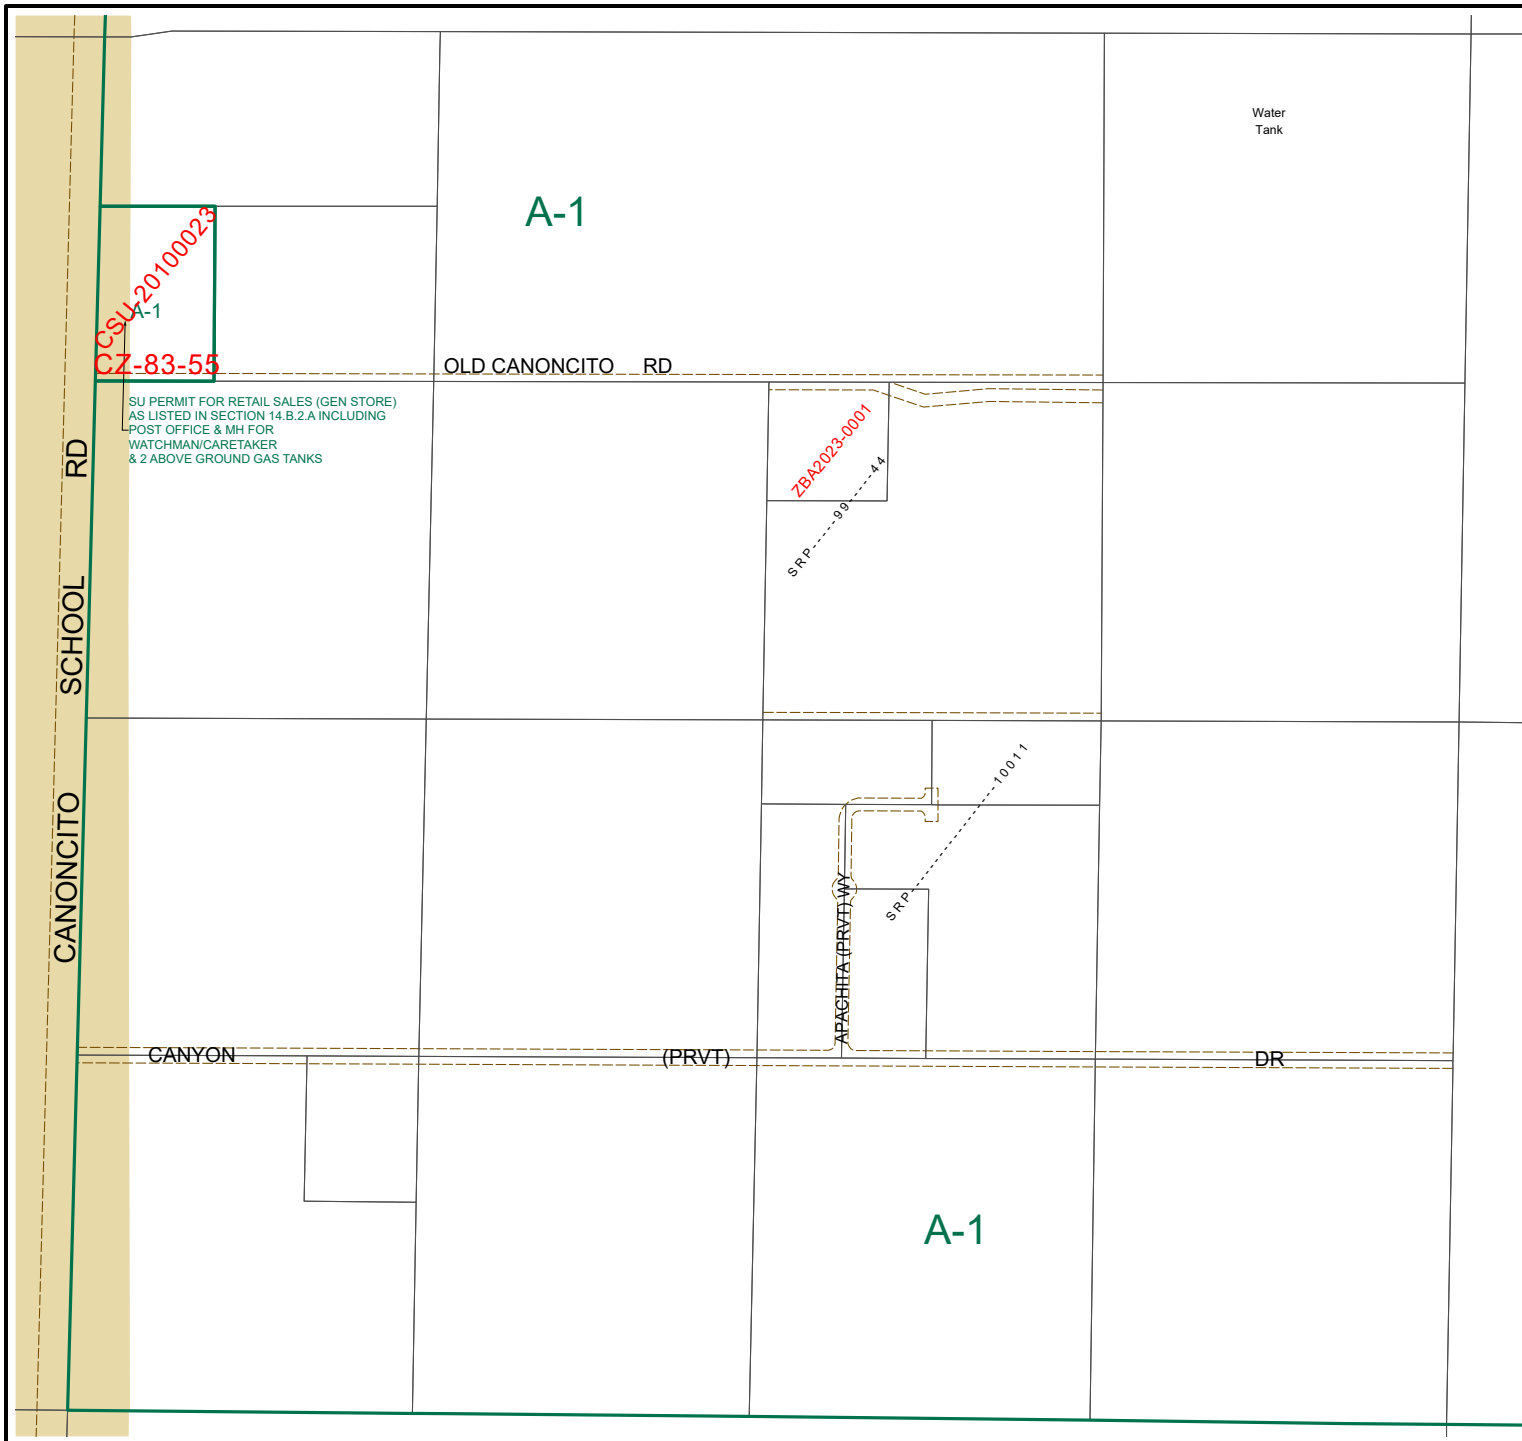 Water
Tank
A-1
CSU-20100023
A-1
CZ-83-55
OLD CANONCITO RD
SU PERMIT FOR RETAIL SALES (GEN STORE)
AS LISTED IN SECTION 14.B.2.A INCLUDING
POST OFFICE & MH FOR
WATCHMAN/CARETAKER
& 2 ABOVE GROUND GAS TANKS
ZBA2023-0001
SRP-----99-----44
CANONCITO SCHOOL RD
SRP--------------10011
APACHITA (PRVT) WY
CANYON (PRVT) DR
A-1